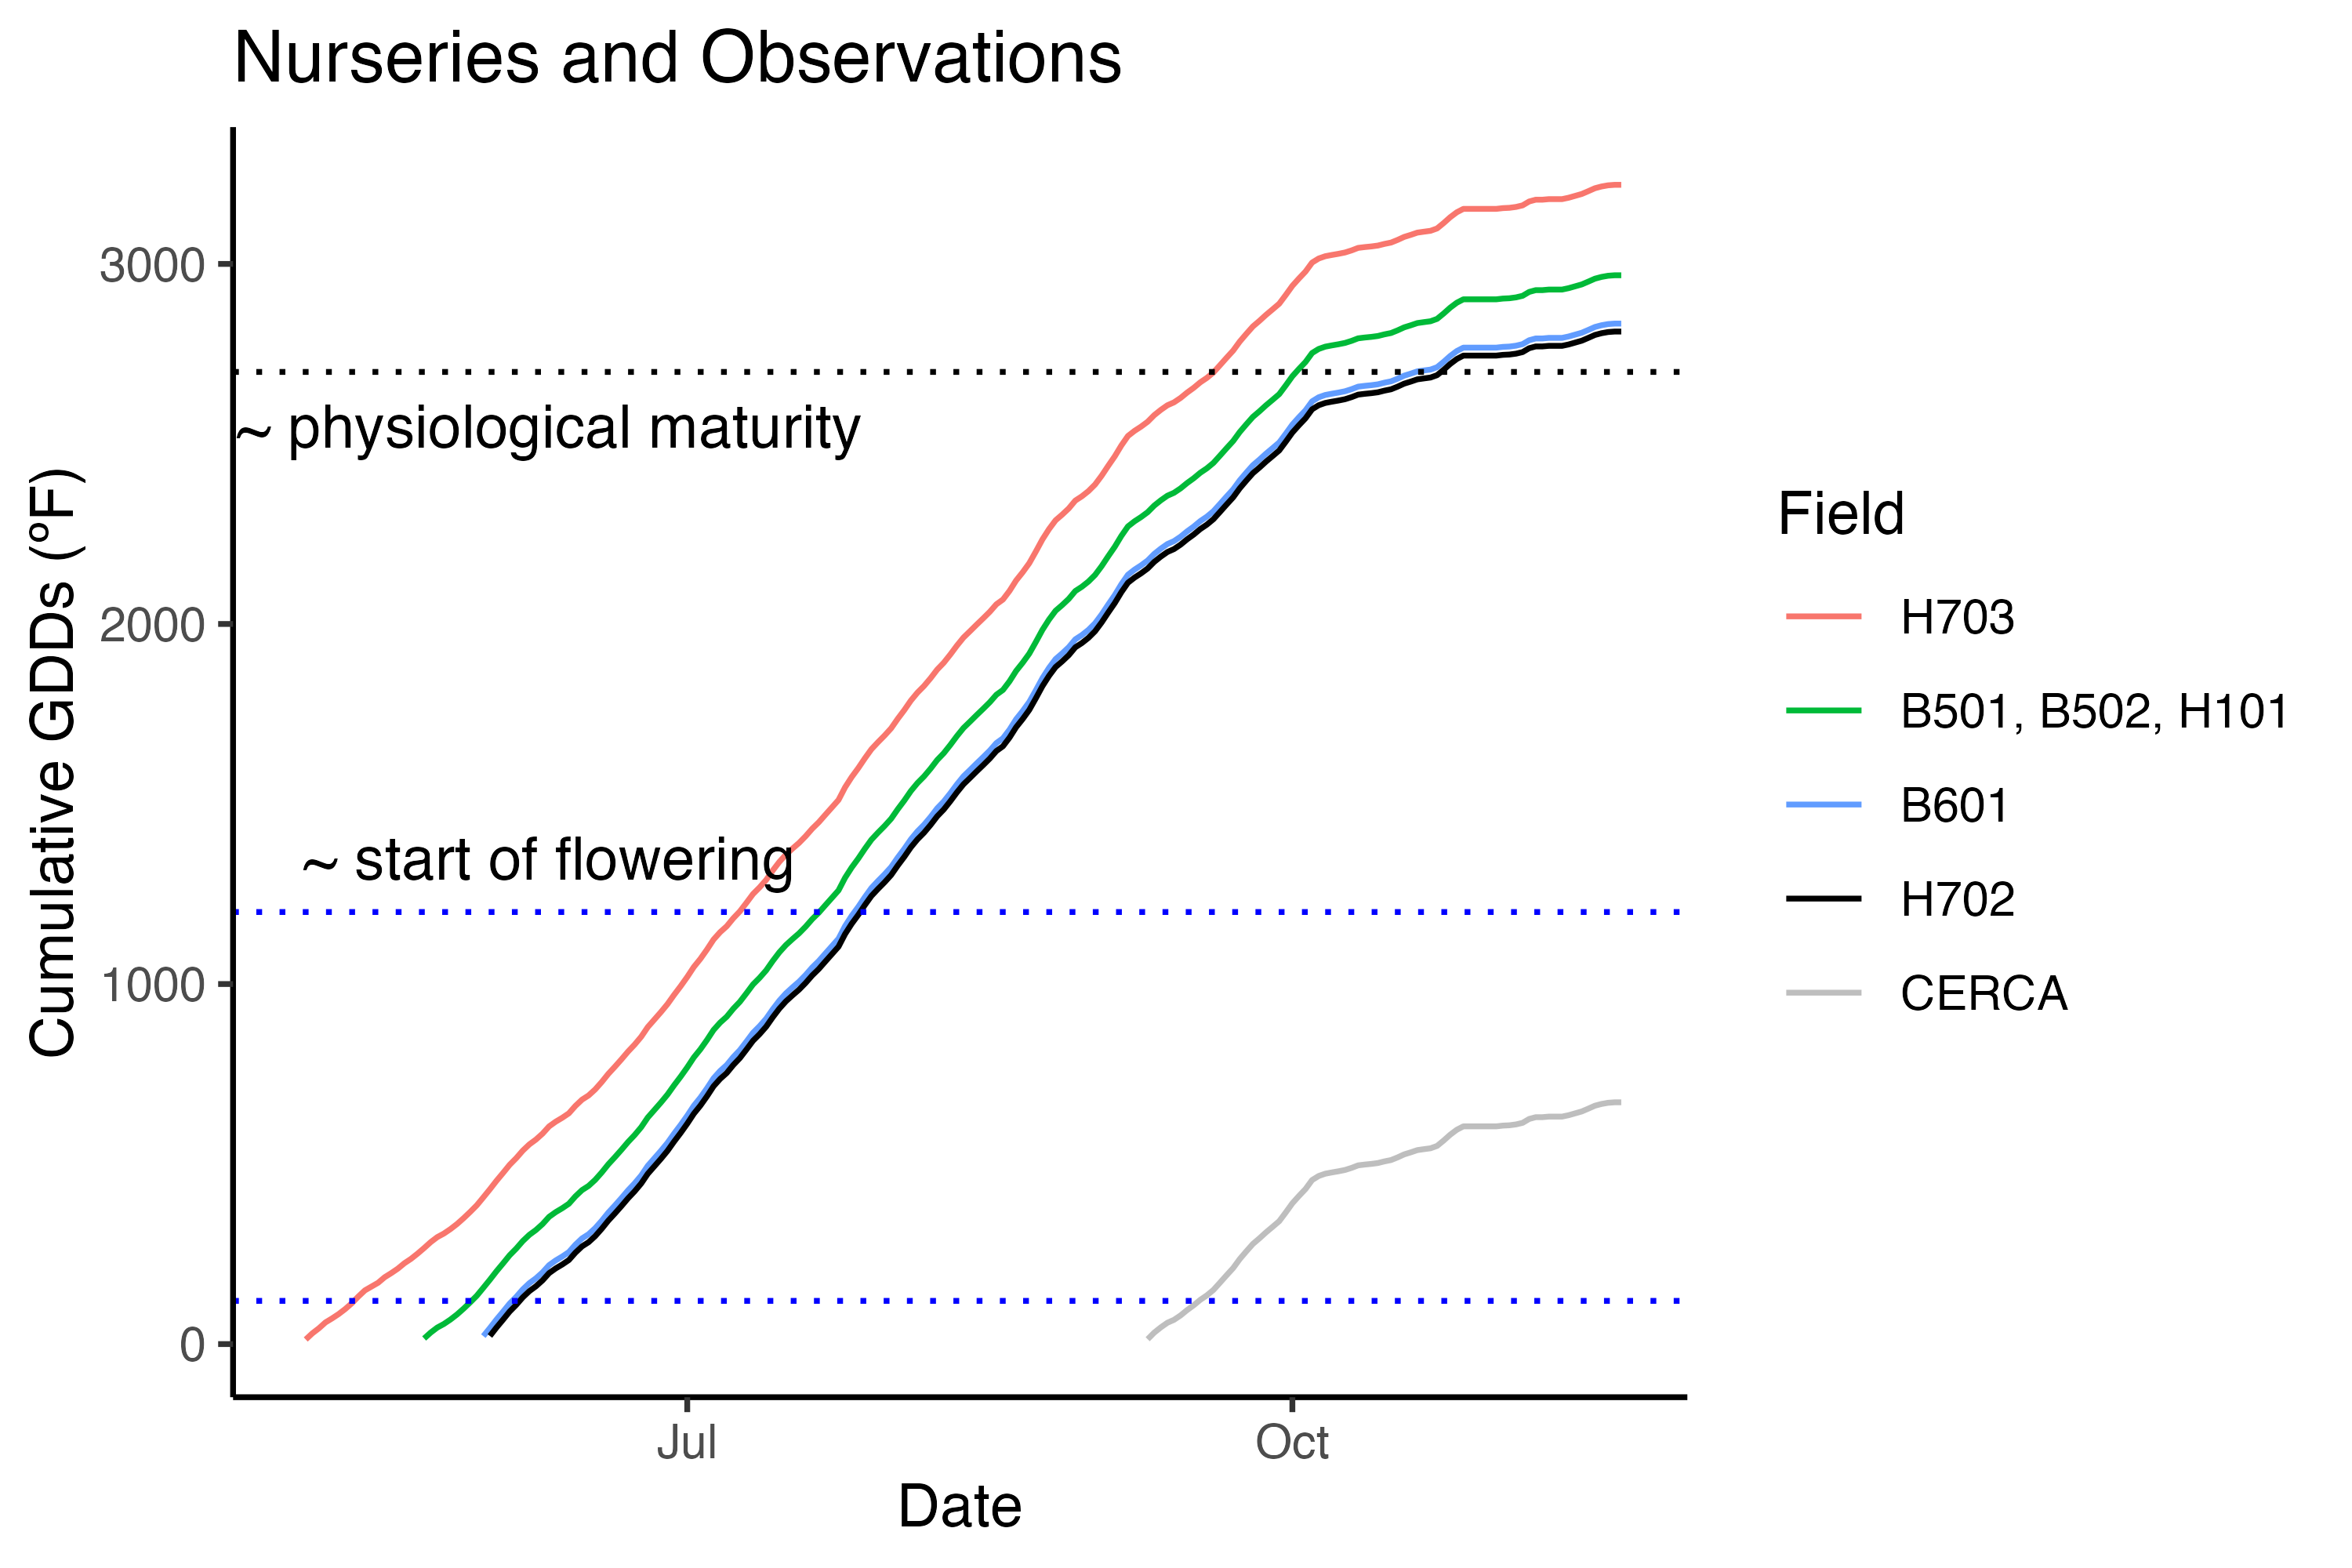 Nurseries and Observations
Cumulative GDDs (ºF)
3000
2000
1000
0
~ physiological maturity
~ start of flowering
Jul
Oct
Date
Field
H703
B501, B502, H101
B601
H702
CERCA